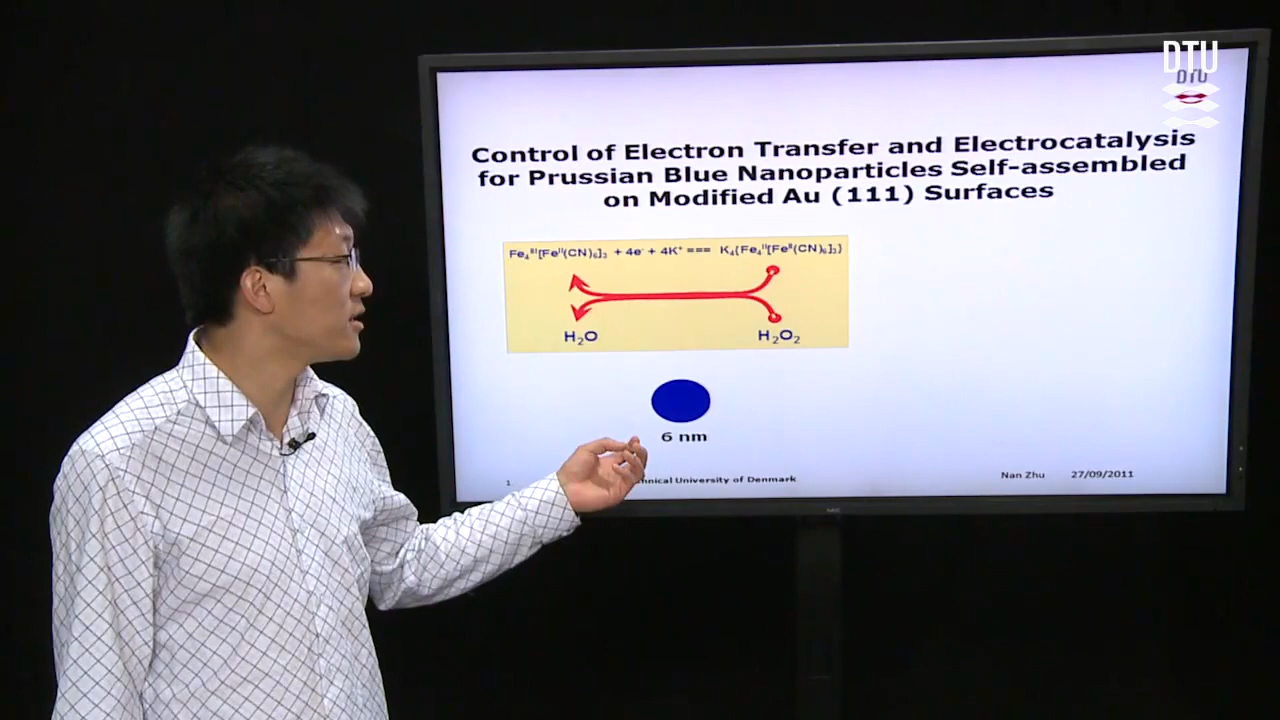 DTU
DTU
Control of Electron Transfer and Electrocatalysis
for Prussian Blue Nanoparticles Self-assembled
on Modified Au (111) Surfaces
Fe₄ᴵᴵᴵ[Feᴵᴵ(CN)₆]₃ + 4e⁻ + 4K⁺ === K₄{Fe₄ᴵᴵ[Feᴵᴵ(CN)₆]₃}
H₂O H₂O₂
6 nm
1 Technical University of Denmark Nan Zhu 27/09/2011